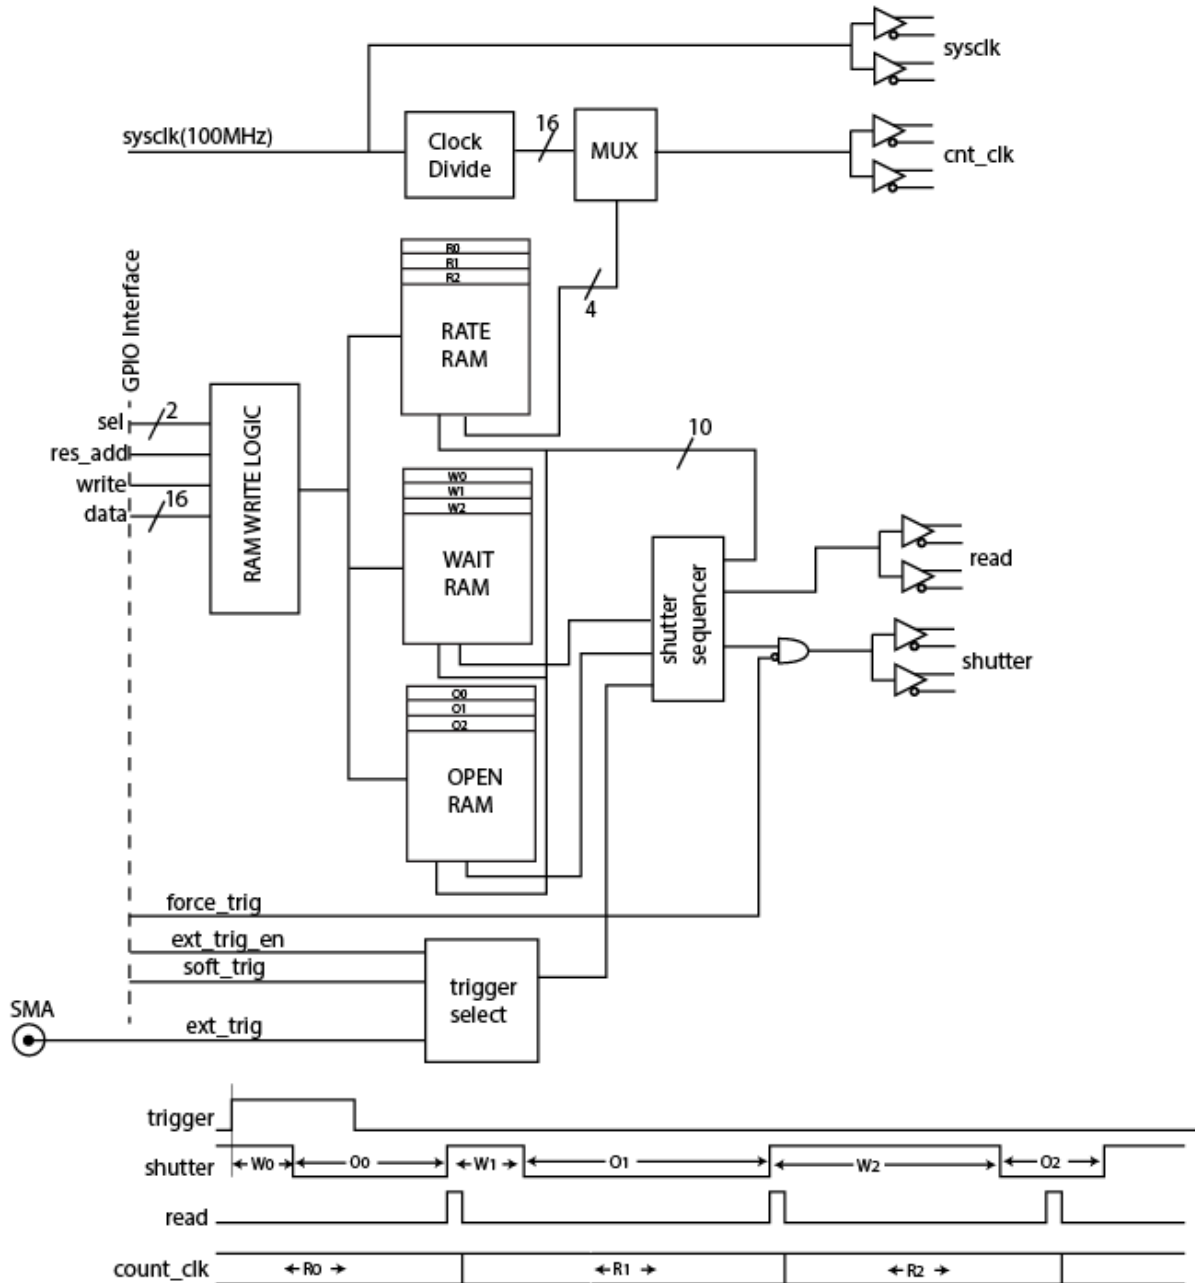 sysclk
sysclk(100MHz)
Clock
Divide
16
MUX
cnt_clk
R0
R1
R2
RATE
RAM
4
GPIO Interface
sel
2
res_add
write
data
16
RAM WRITE LOGIC
10
W0
W1
W2
WAIT
RAM
shutter
sequencer
read
shutter
O0
O1
O2
OPEN
RAM
force_trig
ext_trig_en
soft_trig
trigger
select
SMA
ext_trig
trigger
shutter
W0
O0
W1
O1
W2
O2
read
count_clk
R0
R1
R2